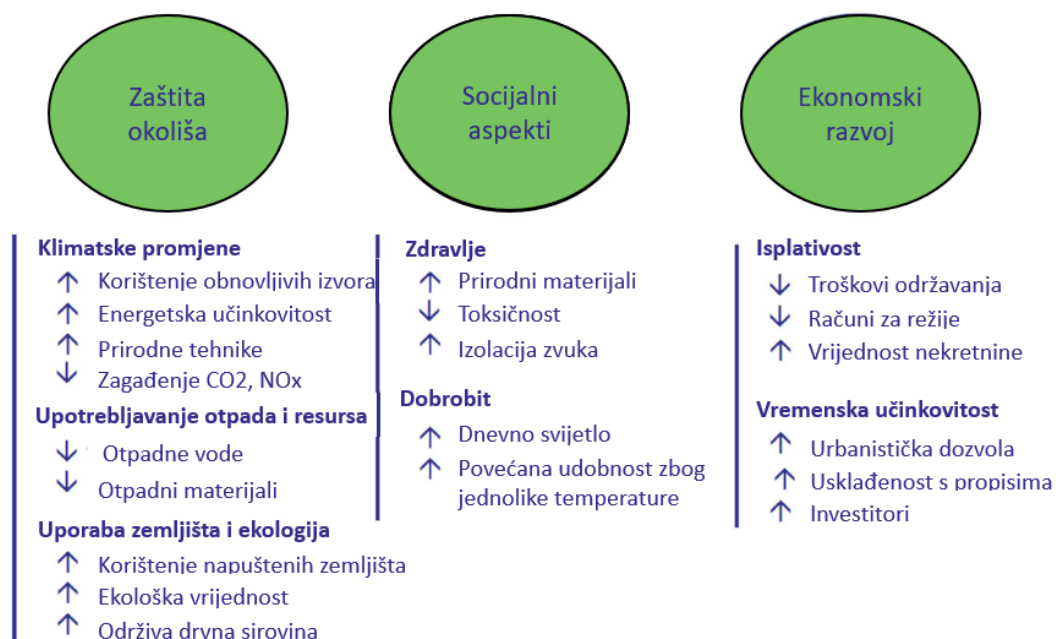 Zaštita
okoliša
Socijalni
aspekti
Ekonomski
razvoj
Klimatske promjene
↑ Korištenje obnovljivih izvora
↑ Energetska učinkovitost
↑ Prirodne tehnike
↓ Zagađenje CO2, NOx
Upotrebljavanje otpada i resursa
↓ Otpadne vode
↓ Otpadni materijali
Uporaba zemljišta i ekologija
↑ Korištenje napuštenih zemljišta
↑ Ekološka vrijednost
↑ Održiva drvna sirovina
Zdravlje
↑ Prirodni materijali
↓ Toksičnost
↑ Izolacija zvuka
Dobrobit
↑ Dnevno svijetlo
↑ Povećana udobnost zbog
jednolike temperature
Isplativost
↓ Troškovi održavanja
↓ Računi za režije
↑ Vrijednost nekretnine
Vremenska učinkovitost
↑ Urbanistička dozvola
↑ Usklađenost s propisima
↑ Investitori